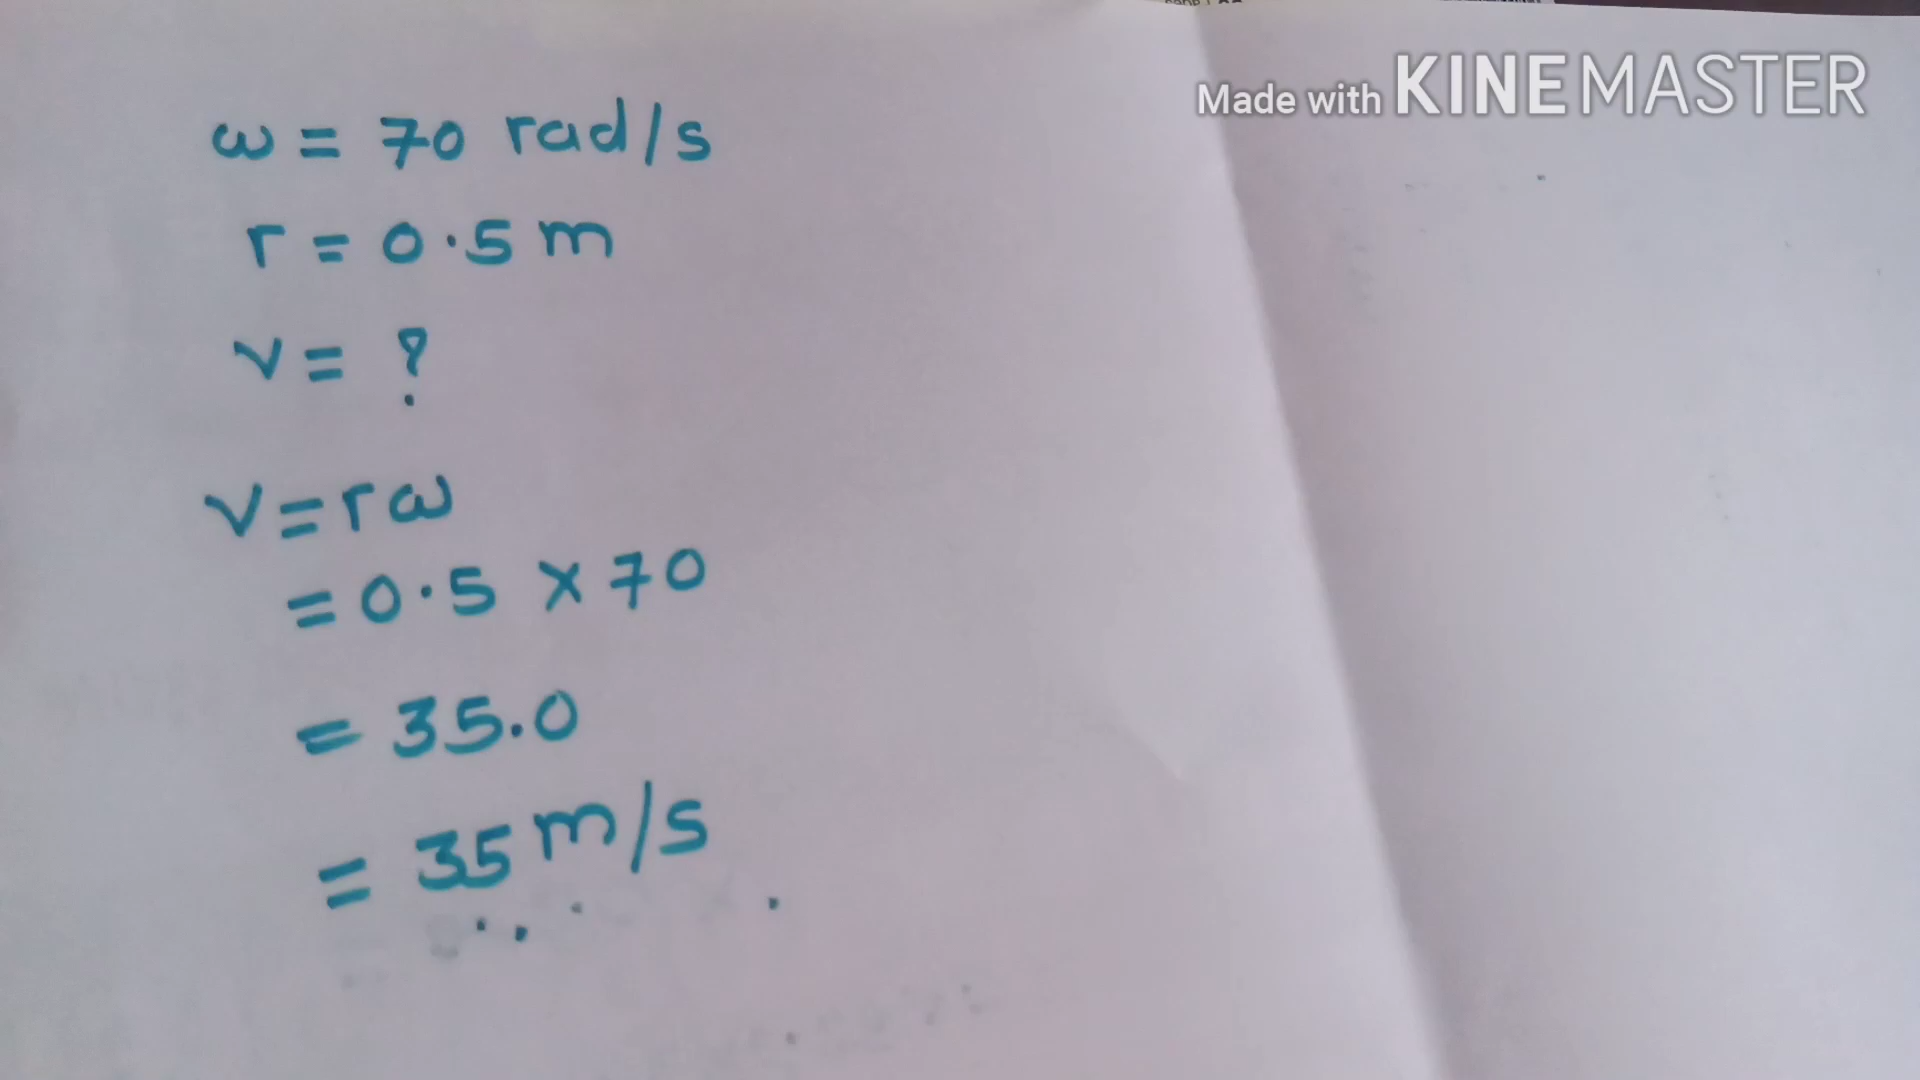 Made with KINEMASTER
ω = 70 rad/s
r = 0.5 m
v = ?
v = rω
= 0.5 × 70
= 35.0
= 35 m/s